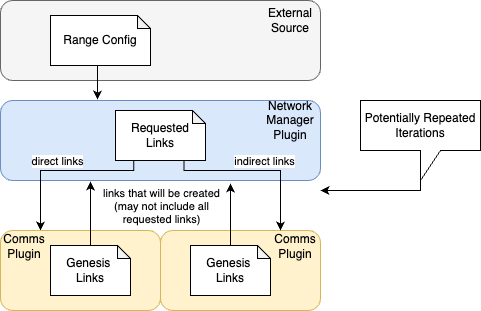 External
Source
Range Config
Network
Manager
Plugin
Requested
Links
Potentially Repeated
Iterations
direct links
indirect links
links that will be created
(may not include all
requested links)
Comms
Plugin
Genesis
Links
Comms
Plugin
Genesis
Links